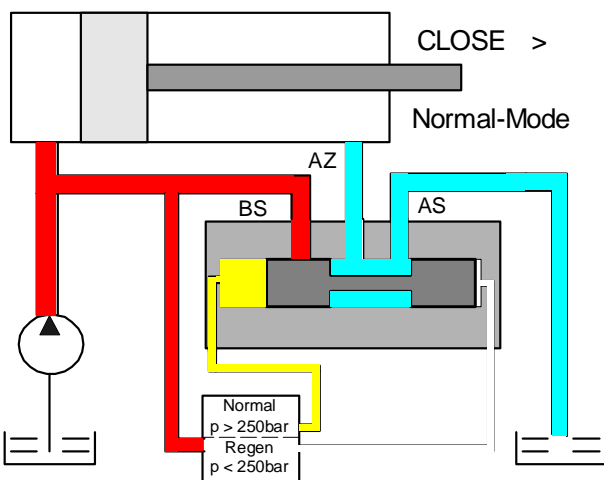 CLOSE >
Normal-Mode
AZ
BS
AS
Normal
p > 250bar
Regen
p < 250bar